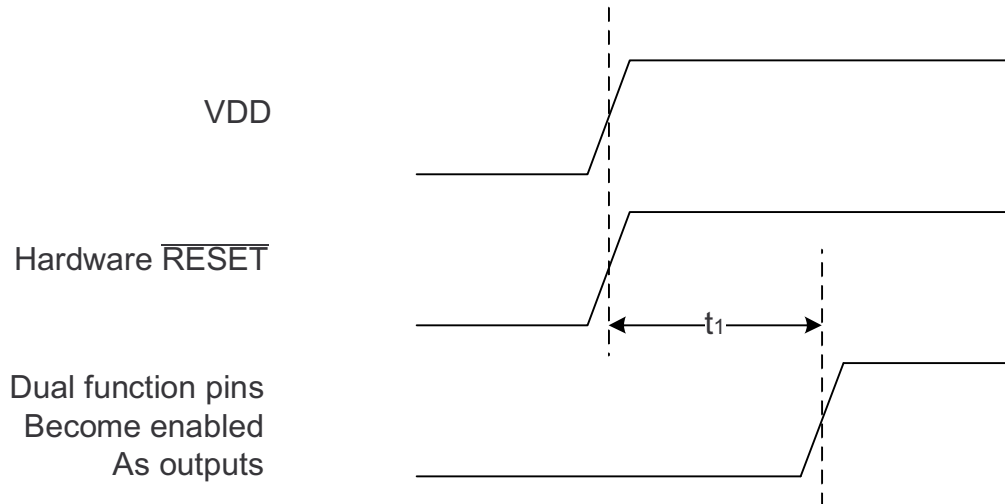 VDD
Hardware RESET
t1
Dual function pins
Become enabled
As outputs